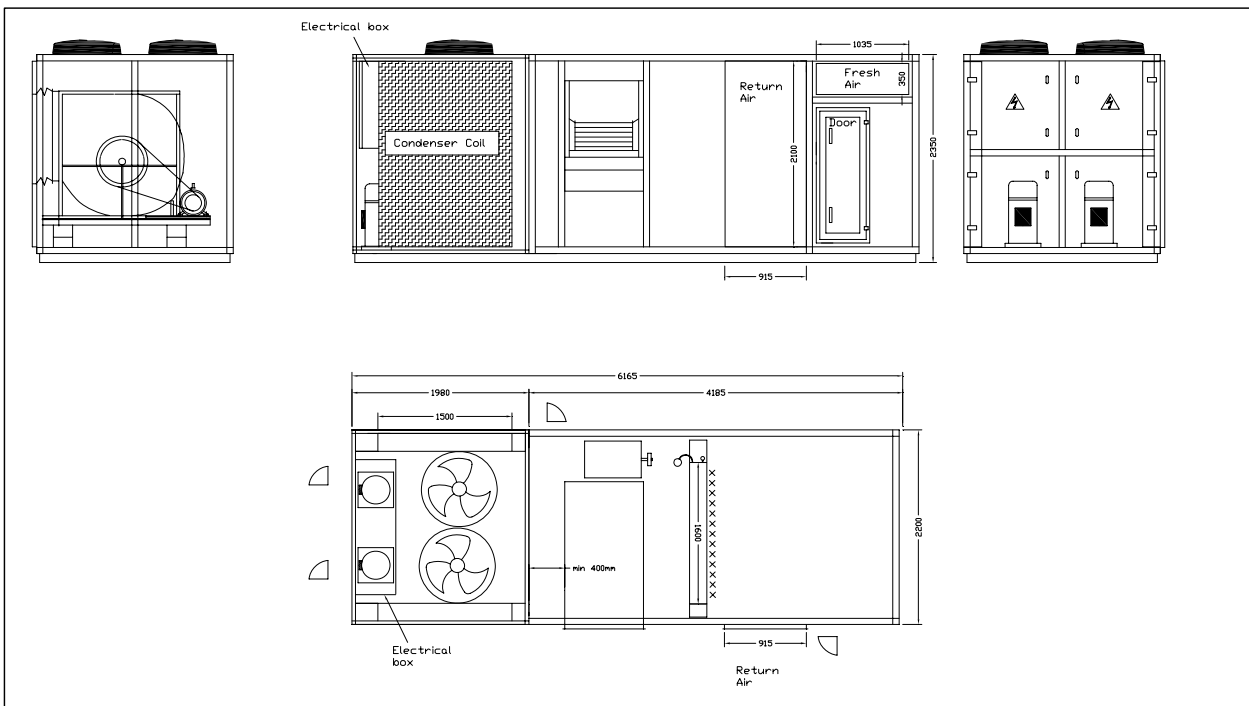 Electrical box
1035
Fresh
Air
350
Return
Air
Door
Condenser Coil
2100
2350
915
6165
1980
4185
1500
1600
2200
min 400mm
915
Electrical
box
Return
Air